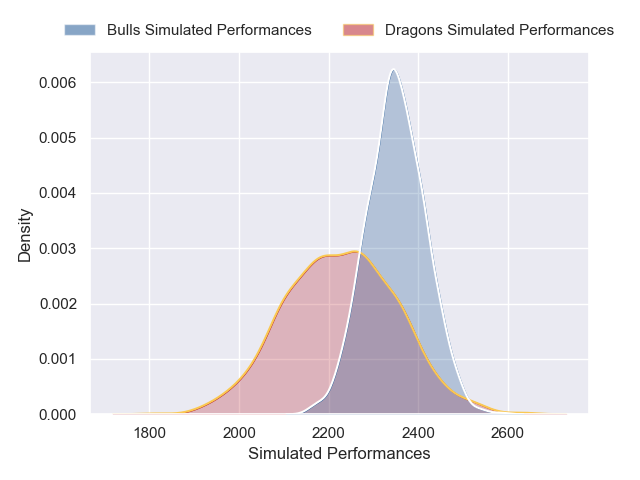 Bulls Simulated Performances
Dragons Simulated Performances
0.006
0.005
0.004
0.003
0.002
0.001
0.000
Density
1800 2000 2200 2400 2600
Simulated Performances